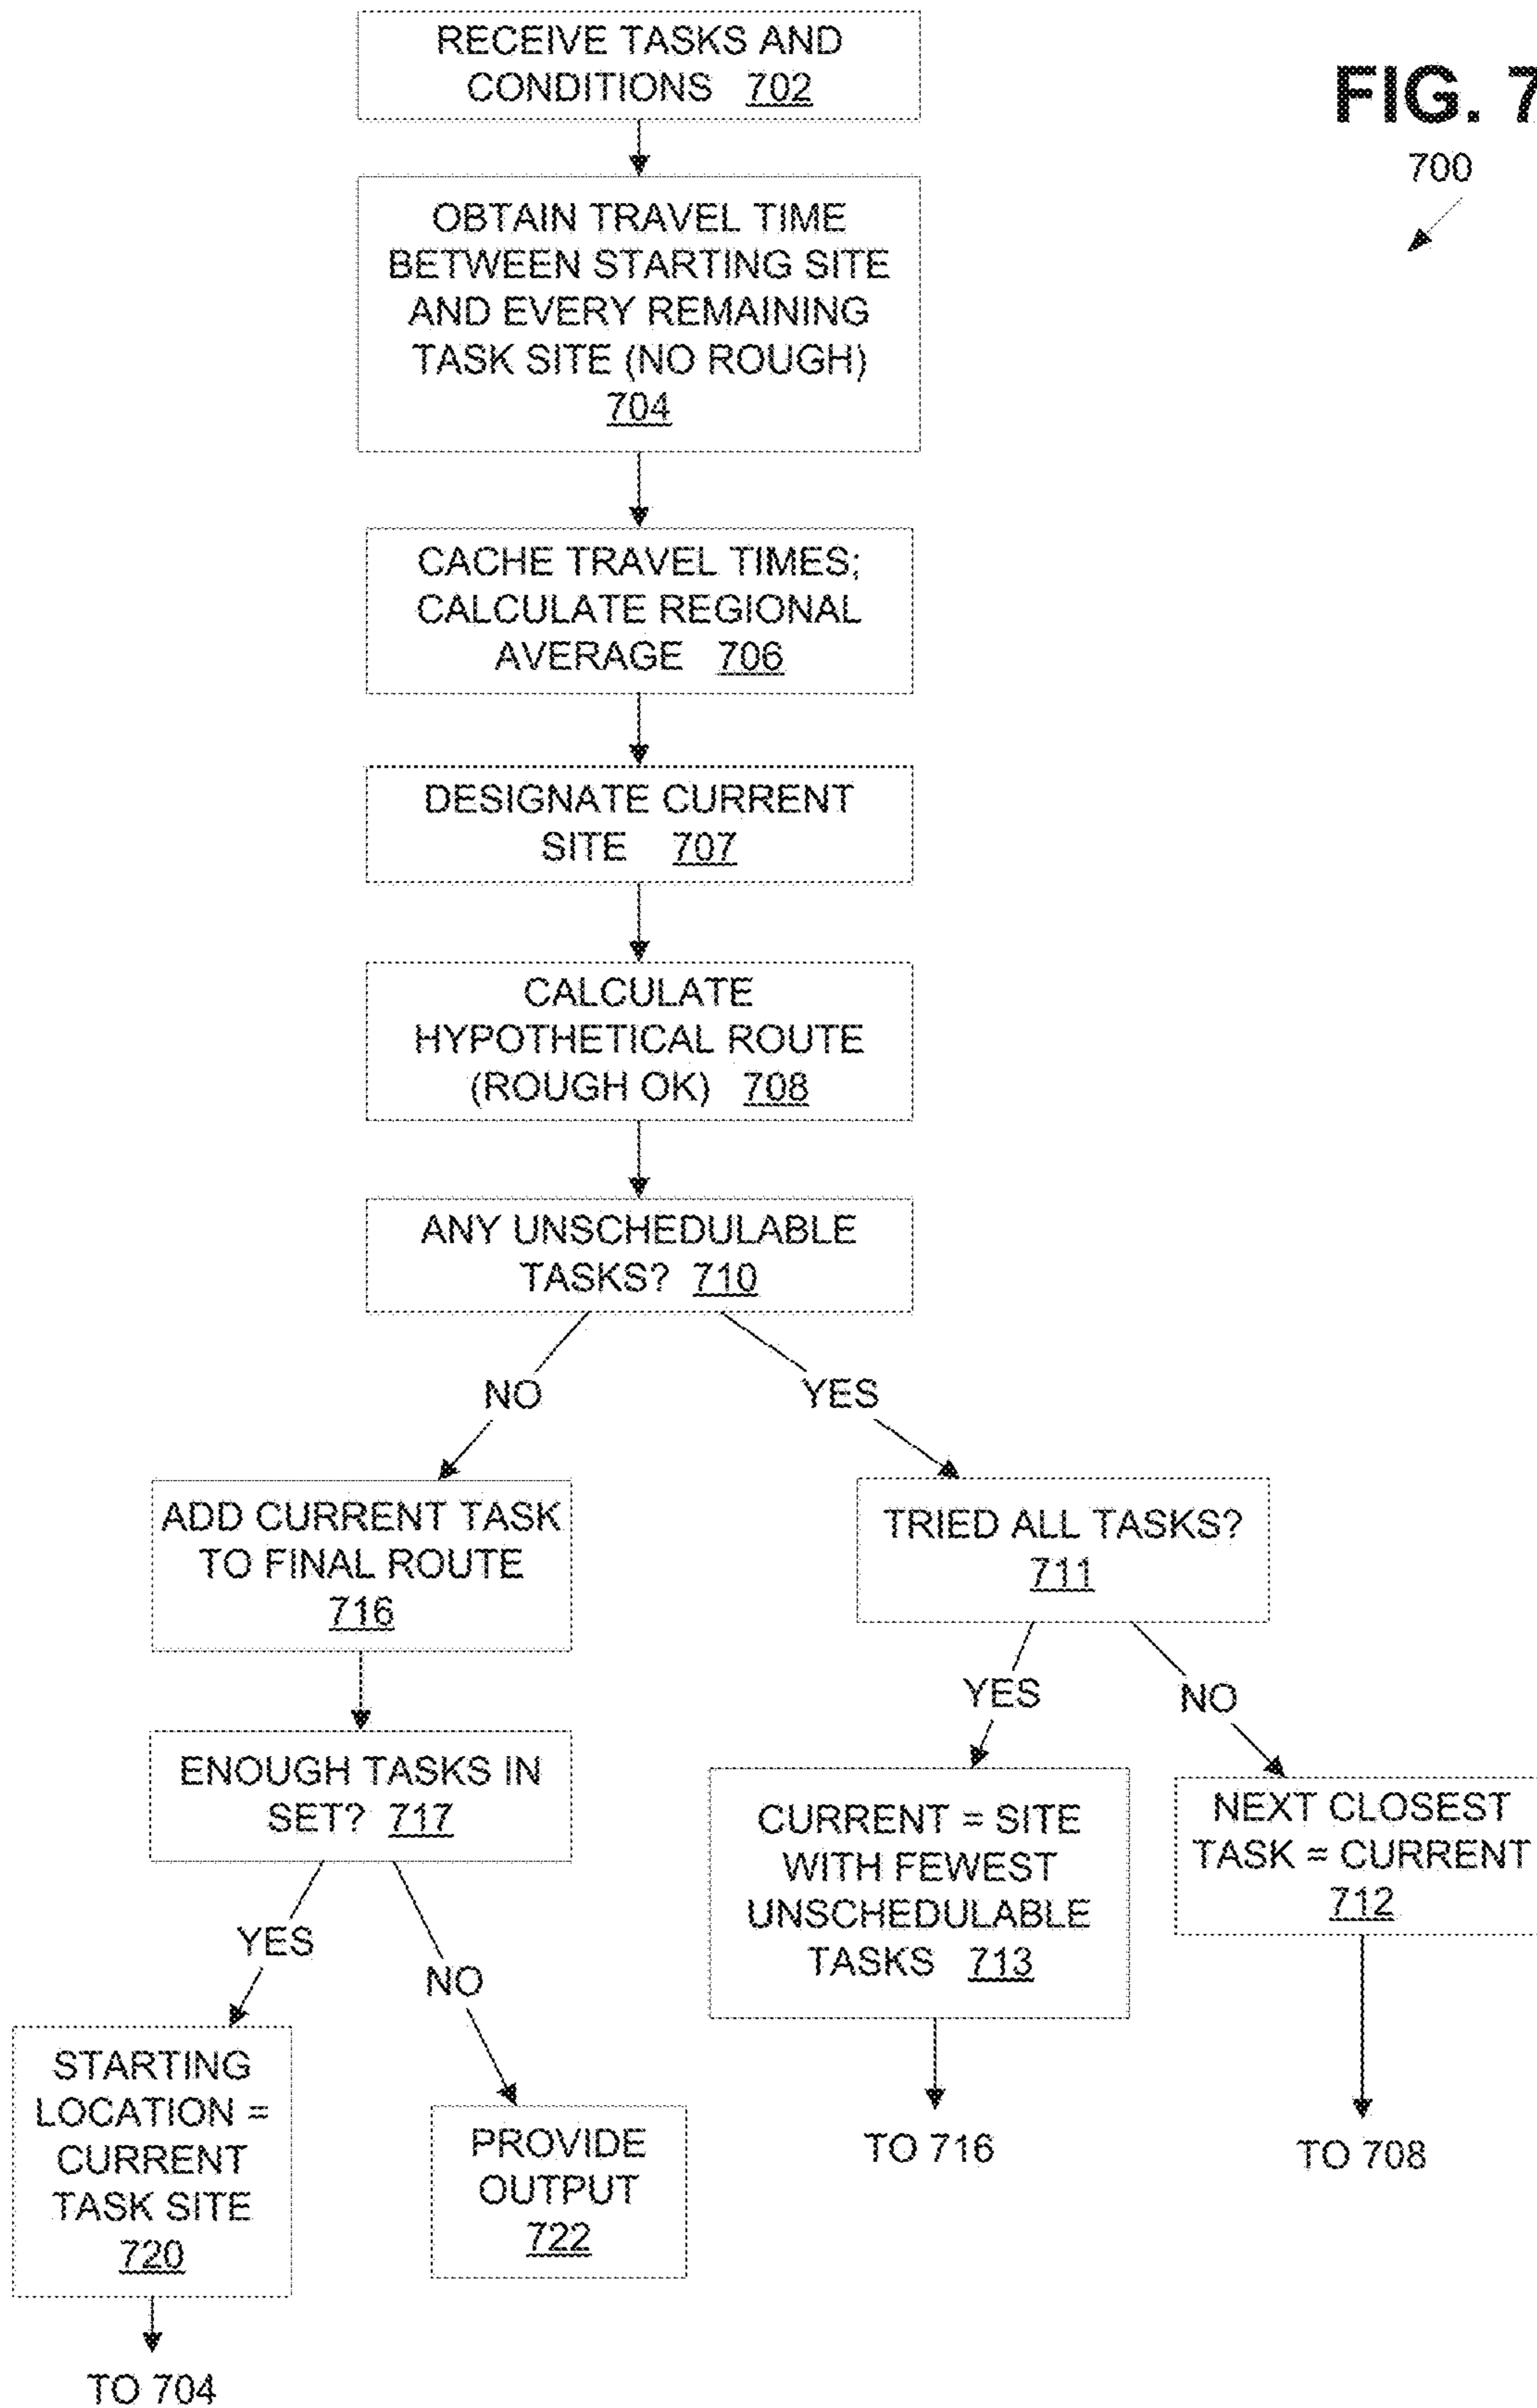 RECEIVE TASKS AND
CONDITIONS 702
FIG. 7
700
OBTAIN TRAVEL TIME
BETWEEN STARTING SITE
AND EVERY REMAINING
TASK SITE (NO ROUGH)
704
CACHE TRAVEL TIMES;
CALCULATE REGIONAL
AVERAGE 706
DESIGNATE CURRENT
SITE 707
CALCULATE
HYPOTHETICAL ROUTE
(ROUGH OK) 708
ANY UNSCHEDULABLE
TASKS? 710
NO
YES
ADD CURRENT TASK
TO FINAL ROUTE
716
TRIED ALL TASKS?
711
YES
NO
ENOUGH TASKS IN
SET? 717
CURRENT = SITE
WITH FEWEST
UNSCHEDULABLE
TASKS 713
NEXT CLOSEST
TASK = CURRENT
712
YES
NO
STARTING
LOCATION =
CURRENT
TASK SITE
720
PROVIDE
OUTPUT
722
TO 716
TO 708
TO 704